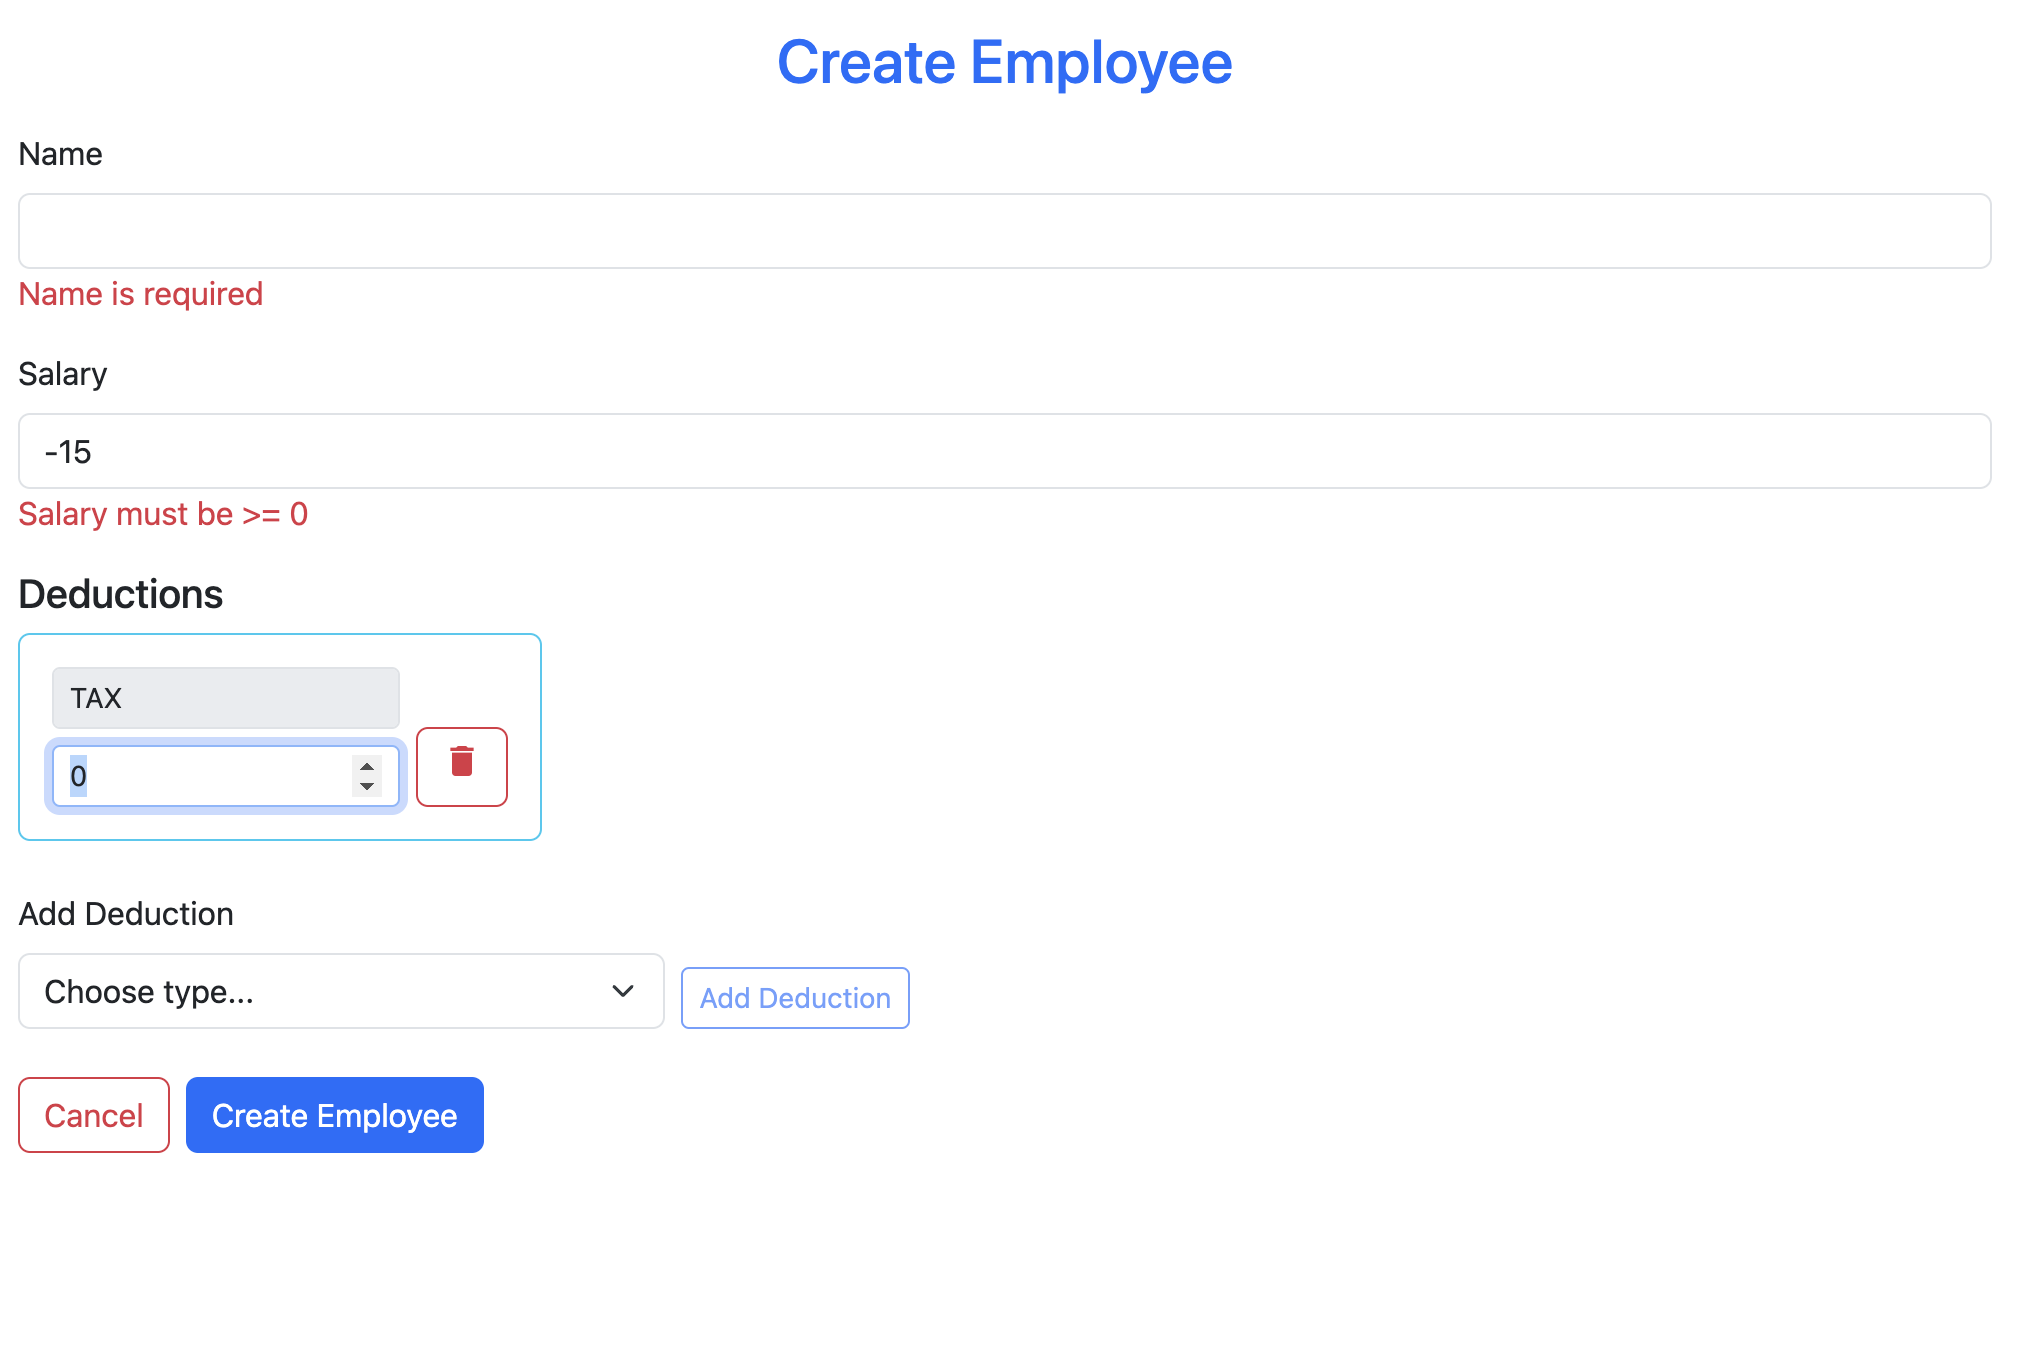 Create Employee
Name
Name is required
Salary
-15
Salary must be >= 0
Deductions
TAX
0
Add Deduction
Choose type...
Add Deduction
Cancel
Create Employee